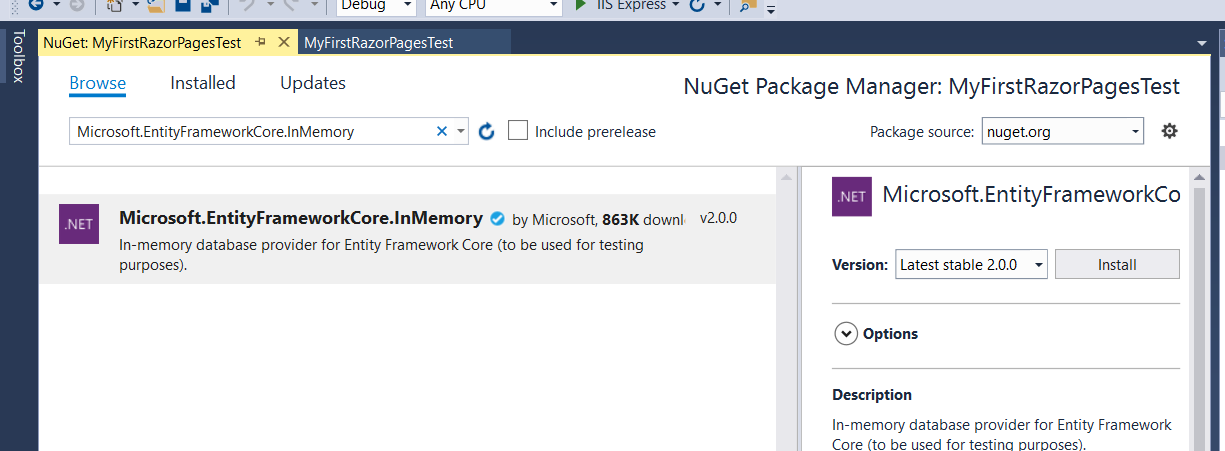 Debug Any CPU IIS Express
Toolbox
NuGet: MyFirstRazorPagesTest MyFirstRazorPagesTest
Browse Installed Updates
NuGet Package Manager: MyFirstRazorPagesTest
Microsoft.EntityFrameworkCore.InMemory
Include prerelease
Package source: nuget.org
.NET
Microsoft.EntityFrameworkCore.InMemory by Microsoft, 863K downl v2.0.0
In-memory database provider for Entity Framework Core (to be used for testing
purposes).
.NET
Microsoft.EntityFrameworkCo
Version: Latest stable 2.0.0 Install
Options
Description
In-memory database provider for Entity Framework
Core (to be used for testing purposes).